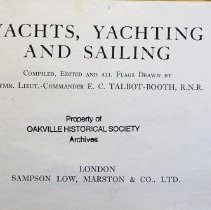 YACHTS, YACHTING
AND SAILING
COMPILED, EDITED AND ALL FLAGS DRAWN BY
LIEUT.-COMMANDER E. C. TALBOT-BOOTH, R.N.R.
Property of
OAKVILLE HISTORICAL SOCIETY
Archives
LONDON
SAMPSON LOW, MARSTON & CO., LTD.